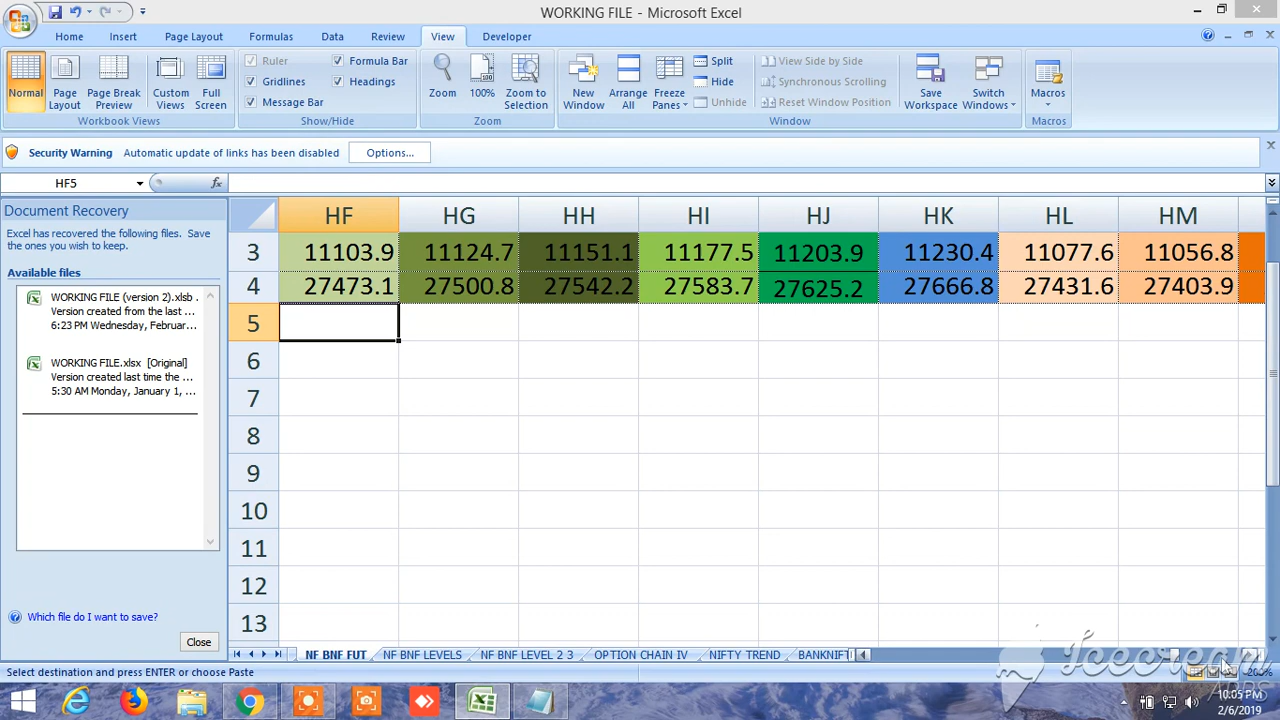 WORKING FILE - Microsoft Excel
Home Insert Page Layout Formulas Data Review View Developer
Ruler Formula Bar
Gridlines Headings
Message Bar
Normal Page Layout Page Break Preview Custom Views Full Screen
Zoom 100% Zoom to Selection
New Window Arrange All Freeze Panes
Split
Hide
Unhide
View Side by Side
Synchronous Scrolling
Reset Window Position
Save Workspace Switch Windows Macros
Workbook Views Show/Hide Zoom Window Macros
Security Warning Automatic update of links has been disabled Options...
HF5 fx
Document Recovery
Excel has recovered the following files. Save
the ones you wish to keep.
Available files
WORKING FILE (version 2).xlsb .
Version created from the last ...
6:23 PM Wednesday, Februar...
WORKING FILE.xlsx [Original]
Version created last time the ...
5:30 AM Monday, January 1, ...
Which file do I want to save?
Close
HF HG HH HI HJ HK HL HM
3 11103.9 11124.7 11151.1 11177.5 11203.9 11230.4 11077.6 11056.8
4 27473.1 27500.8 27542.2 27583.7 27625.2 27666.8 27431.6 27403.9
5
6
7
8
9
10
11
12
13
NF BNF FUT NF BNF LEVELS NF BNF LEVEL 2 3 OPTION CHAIN IV NIFTY TREND BANKNIFT
Select destination and press ENTER or choose Paste 200%
Icecream
APPS
10:05 PM
2/6/2019